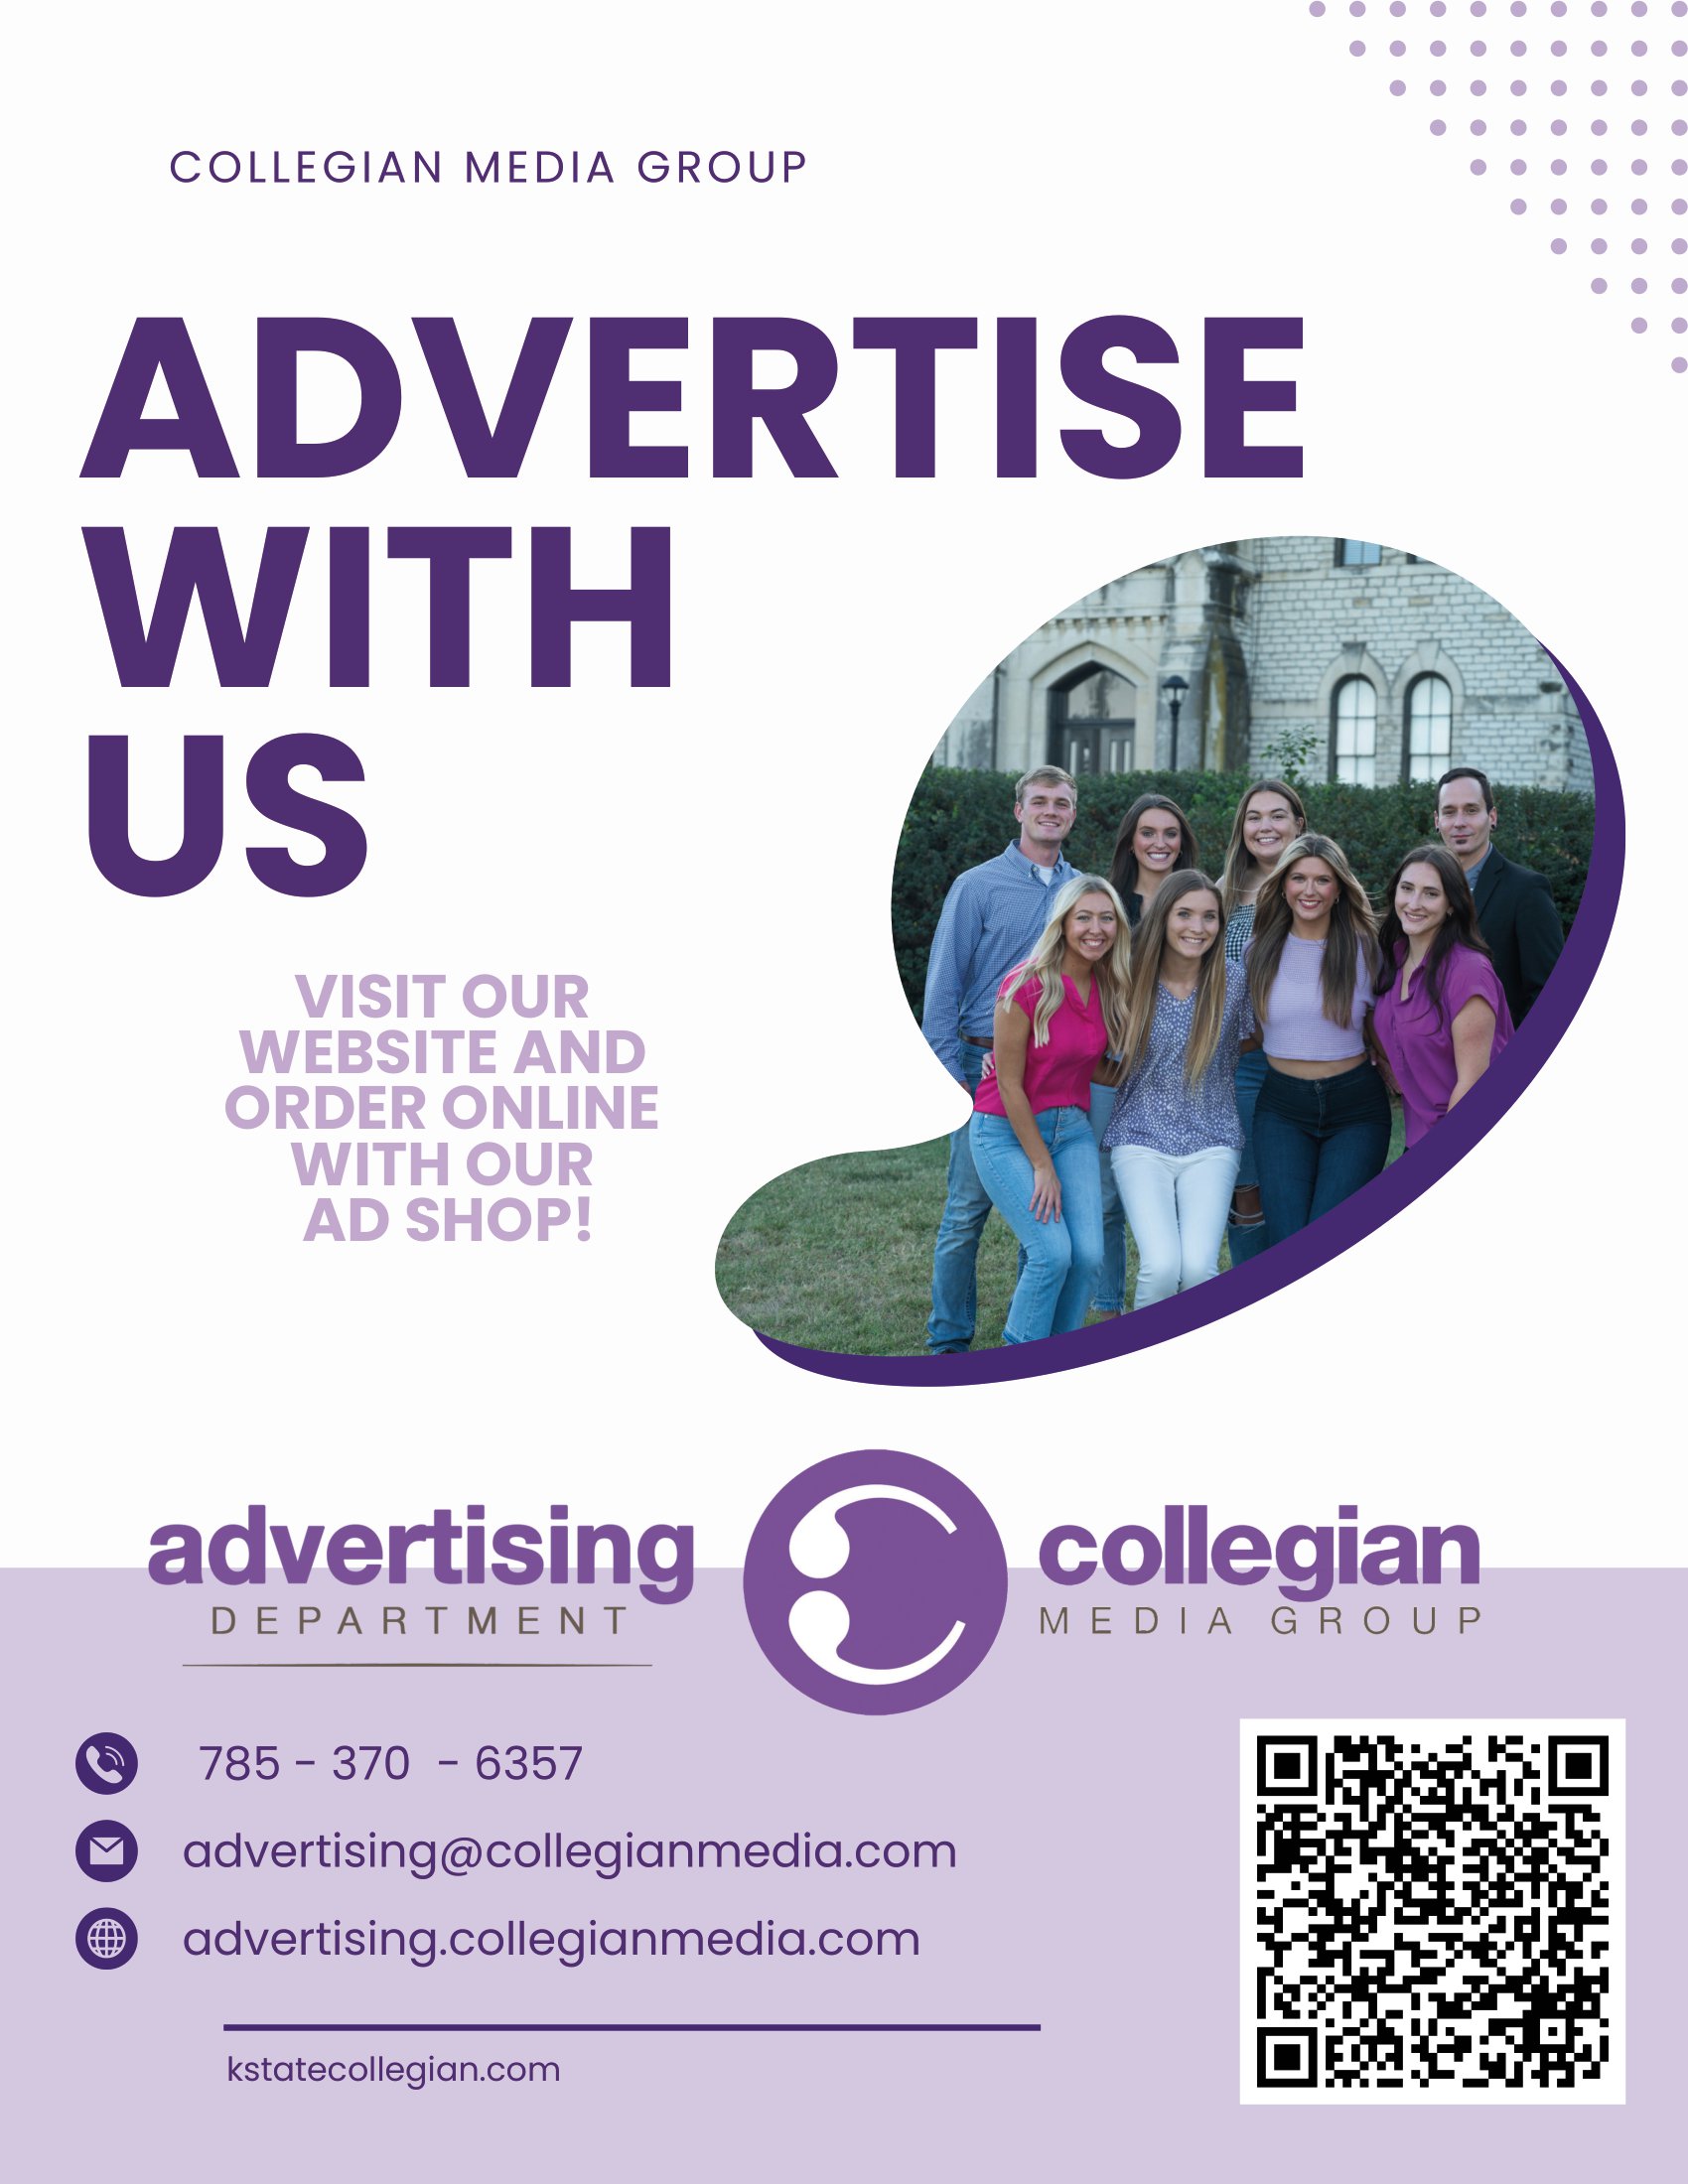 COLLEGIAN MEDIA GROUP
ADVERTISE
WITH
US
VISIT OUR
WEBSITE AND
ORDER ONLINE
WITH OUR
AD SHOP!
advertising
DEPARTMENT
collegian
MEDIA GROUP
785 - 370 - 6357
advertising@collegianmedia.com
advertising.collegianmedia.com
kstatecollegian.com